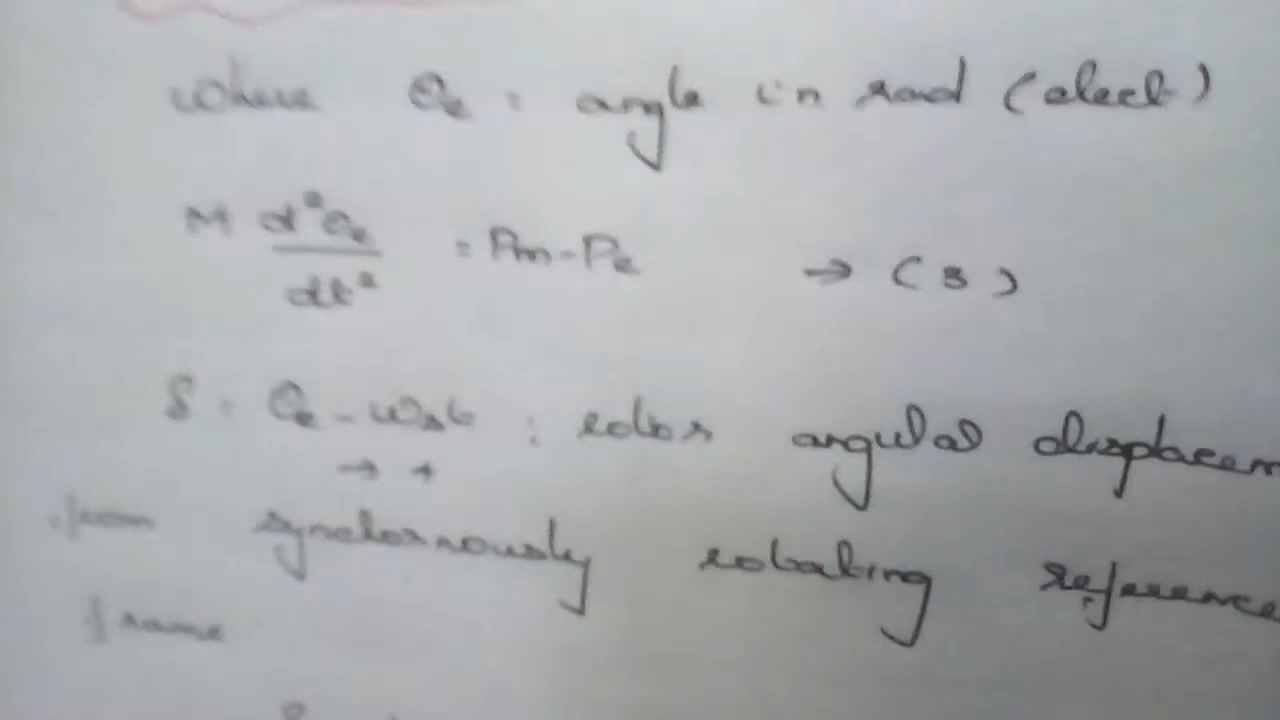 where θe = angle in rad (elect)
M d²θe/dt² = Pm-Pe → (3)
δ = θe - ωst : rotor angular displacem
→ +
from synchornously rotating reference
frame